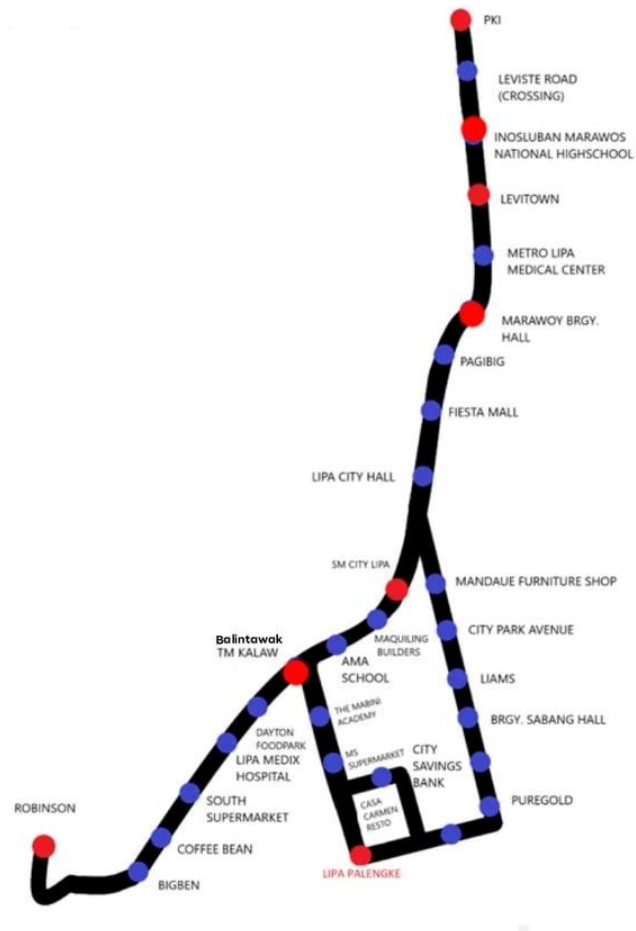 PKI
LEVISTE ROAD
(CROSSING)
INOSLUBAN MARAWOS
NATIONAL HIGHSCHOOL
LEVITOWN
METRO LIPA
MEDICAL CENTER
MARAWOY BRGY.
HALL
PAGIBIG
FIESTA MALL
LIPA CITY HALL
SM CITY LIPA
MANDAUE FURNITURE SHOP
CITY PARK AVENUE
LIAMS
BRGY. SABANG HALL
PUREGOLD
MAQUILING
BUILDERS
AMA
SCHOOL
Balintawak
TM KALAW
THE MABINI
ACADEMY
MS
SUPERMARKET
CITY
SAVINGS
BANK
CASA
CARMEN
RESTO
LIPA PALENGKE
DAYTON
FOODPARK
LIPA MEDIX
HOSPITAL
SOUTH
SUPERMARKET
COFFEE BEAN
BIGBEN
ROBINSON